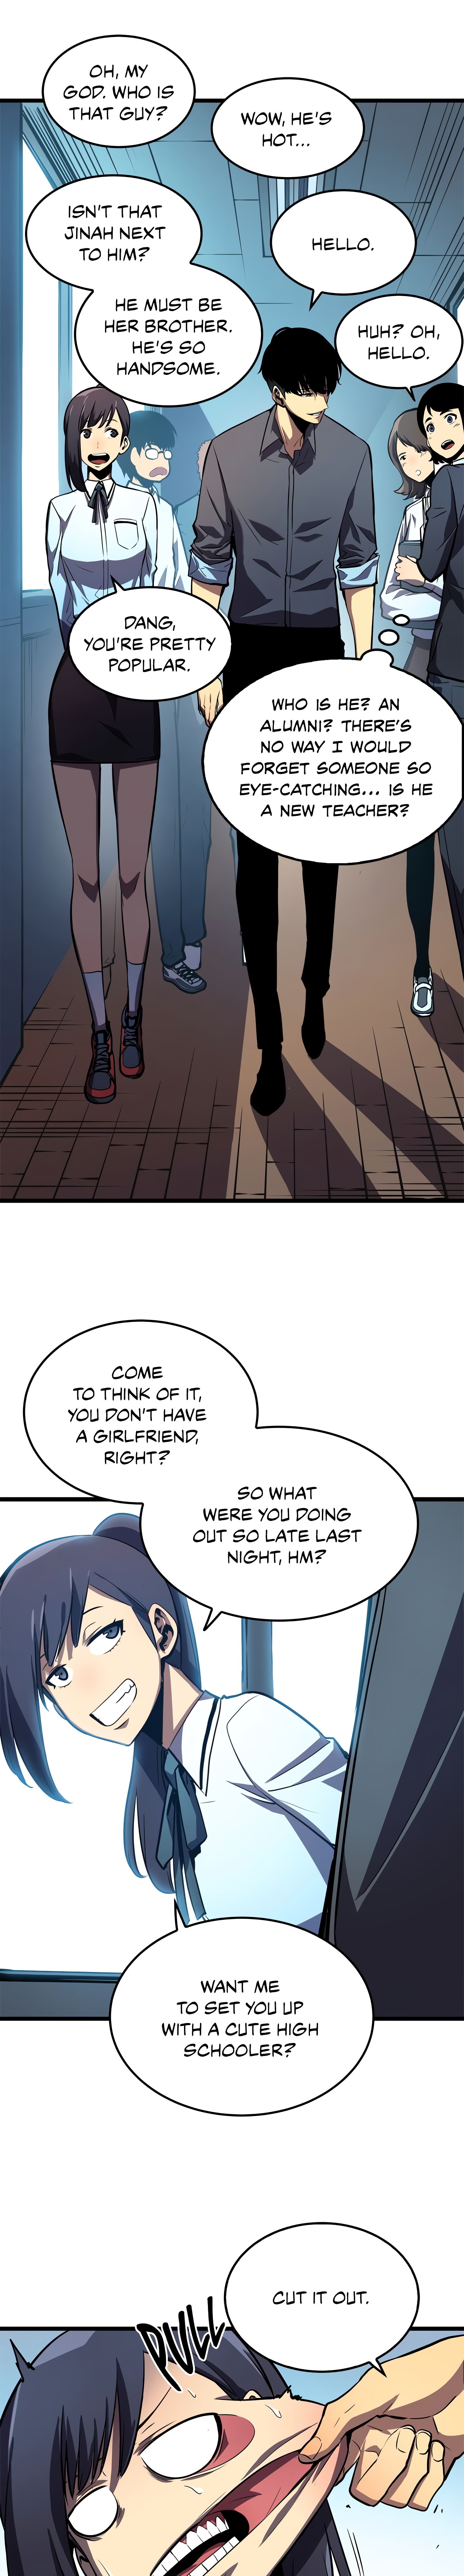 OH, MY
GOD. WHO IS
THAT GUY?
WOW, HE'S
HOT...
ISN'T THAT
JINAH NEXT
TO HIM?
HE MUST BE
HER BROTHER.
HE'S SO
HANDSOME.
HELLO.
HUH? OH,
HELLO.
DANG,
YOU'RE PRETTY
POPULAR.
WHO IS HE? AN
ALUMNI? THERE'S
NO WAY I WOULD
FORGET SOMEONE SO
EYE-CATCHING... IS HE
A NEW TEACHER?
COME
TO THINK OF IT,
YOU DON'T HAVE
A GIRLFRIEND,
RIGHT?
SO WHAT
WERE YOU DOING
OUT SO LATE LAST
NIGHT, HM?
WANT ME
TO SET YOU UP
WITH A CUTE HIGH
SCHOOLER?
CUT IT OUT.
PULL